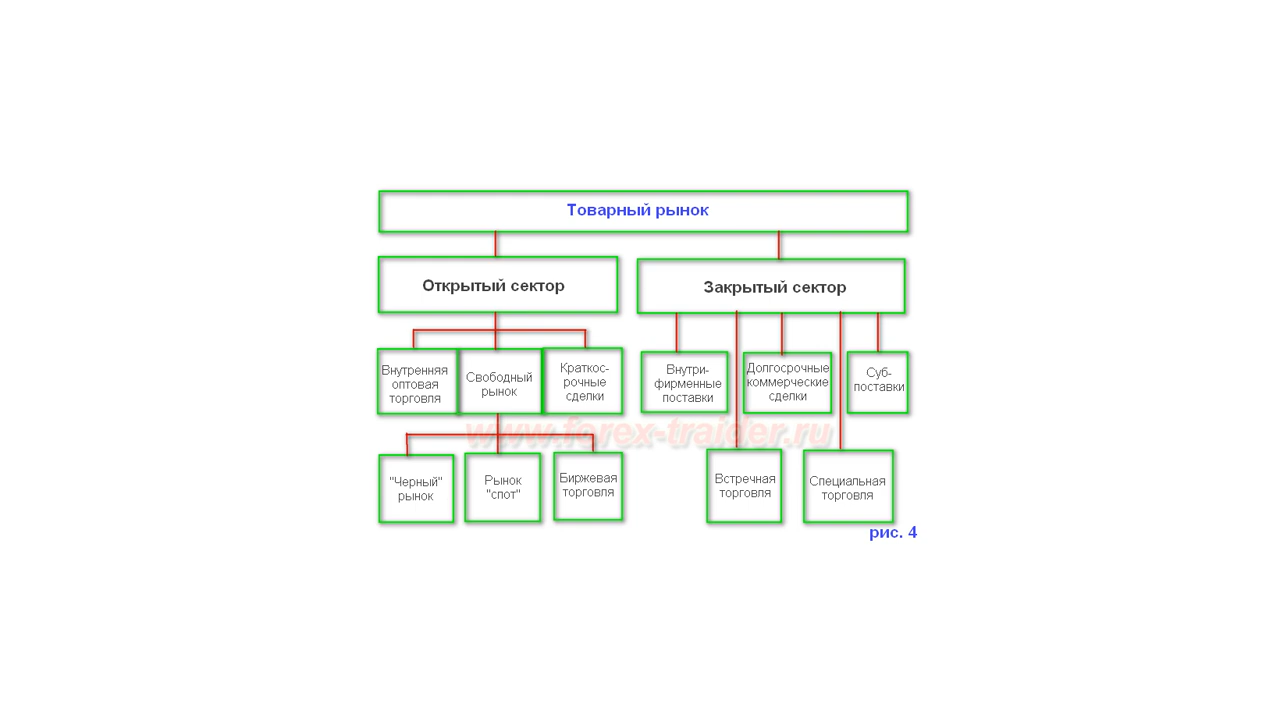 Товарный рынок
Открытый сектор
Закрытый сектор
Внутренняя
оптовая
торговля
Свободный
рынок
Краткос-
рочные
сделки
Внутри-
фирменные
поставки
Долгосрочные
коммерческие
сделки
Суб-
поставки
www.forex-traider.ru
"Черный"
рынок
Рынок
"спот"
Биржевая
торговля
Встречная
торговля
Специальная
торговля
рис. 4